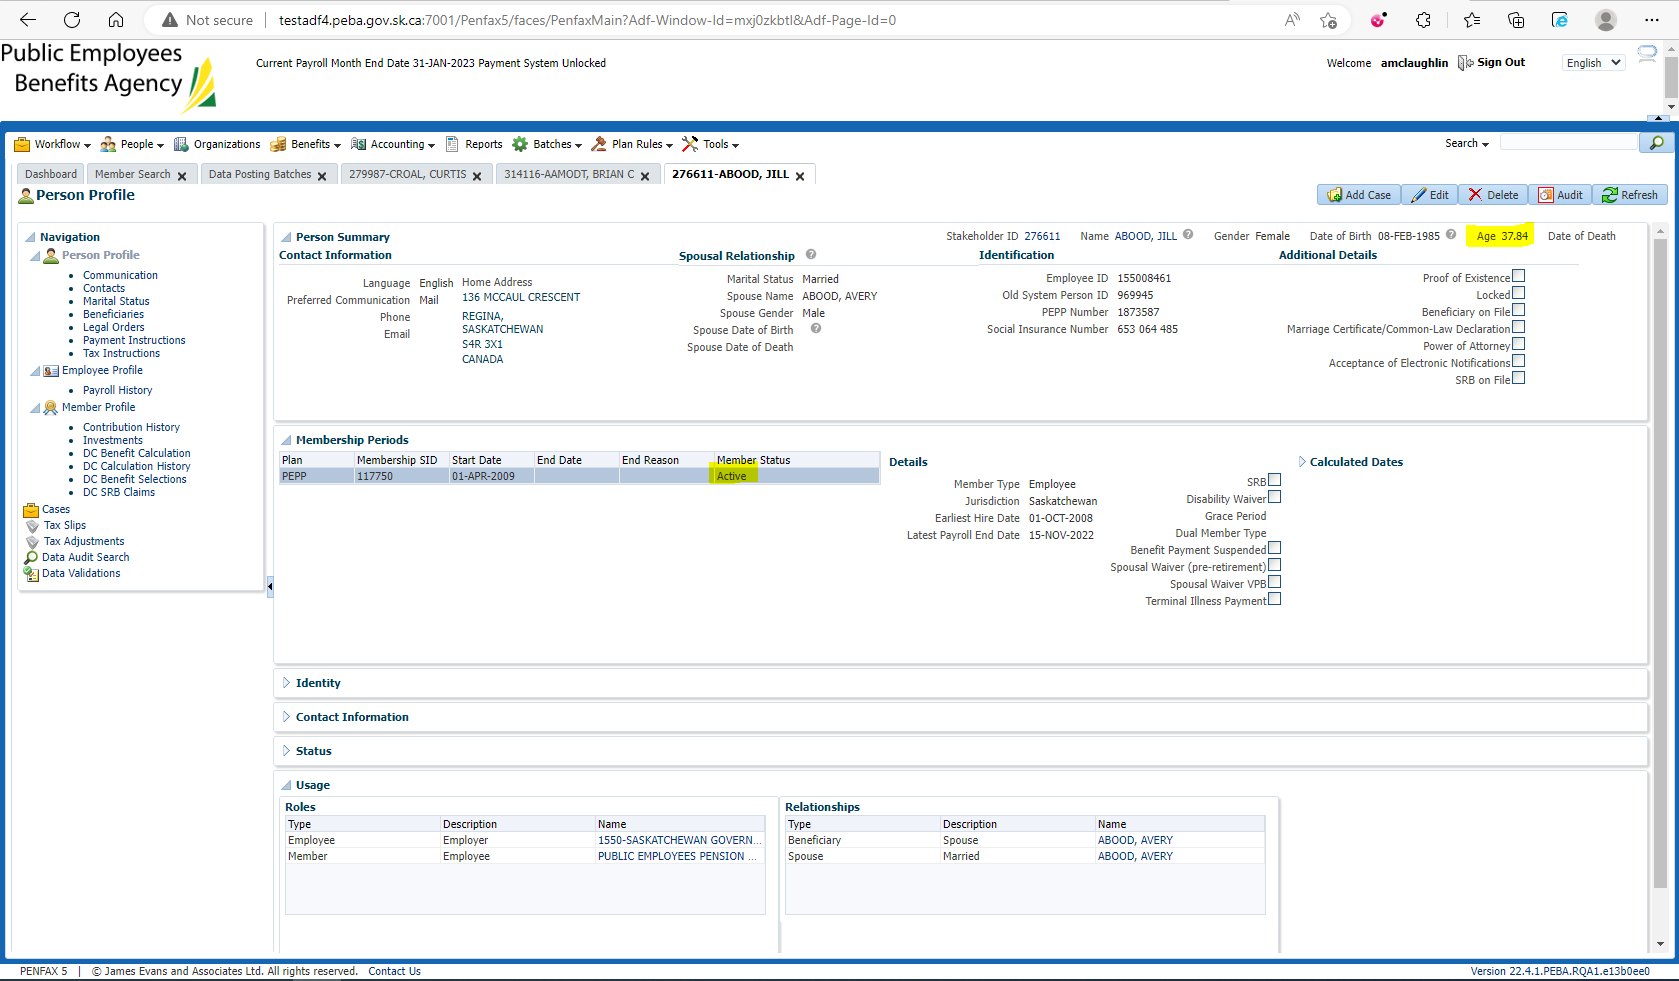 Not secure | testadf4.peba.gov.sk.ca:7001/Penfax5/faces/PenfaxMain?Adf-Window-Id=mxj0zkbtl&Adf-Page-Id=0
Public Employees
Benefits Agency
Current Payroll Month End Date 31-JAN-2023 Payment System Unlocked
Welcome amclaughlin Sign Out English
Workflow People Organizations Benefits Accounting Reports Batches Plan Rules Tools Search
Dashboard Member Search Data Posting Batches 279987-CROAL, CURTIS 314116-AAMODT, BRIAN C 276611-ABOOD, JILL
Person Profile
Add Case Edit Delete Audit Refresh
Navigation
Person Profile
Communication
Contacts
Marital Status
Beneficiaries
Legal Orders
Payment Instructions
Tax Instructions
Employee Profile
Payroll History
Member Profile
Contribution History
Investments
DC Benefit Calculation
DC Calculation History
DC Benefit Selections
DC SRB Claims
Cases
Tax Slips
Tax Adjustments
Data Audit Search
Data Validations
Person Summary
Stakeholder ID 276611 Name ABOOD, JILL Gender Female Date of Birth 08-FEB-1985 Age 37.84 Date of Death
Contact Information
Language English
Preferred Communication Mail
Phone
Email
Home Address
136 MCCAUL CRESCENT
REGINA,
SASKATCHEWAN
S4R 3X1
CANADA
Spousal Relationship
Marital Status Married
Spouse Name ABOOD, AVERY
Spouse Gender Male
Spouse Date of Birth
Spouse Date of Death
Identification
Employee ID 155008461
Old System Person ID 969945
PEPP Number 1873587
Social Insurance Number 653 064 485
Additional Details
Proof of Existence
Locked
Beneficiary on File
Marriage Certificate/Common-Law Declaration
Power of Attorney
Acceptance of Electronic Notifications
SRB on File
Membership Periods
Plan Membership SID Start Date End Date End Reason Member Status
PEPP 117750 01-APR-2009 Active
Details
Member Type Employee
Jurisdiction Saskatchewan
Earliest Hire Date 01-OCT-2008
Latest Payroll End Date 15-NOV-2022
SRB
Disability Waiver
Grace Period
Dual Member Type
Benefit Payment Suspended
Spousal Waiver (pre-retirement)
Spousal Waiver VPB
Terminal Illness Payment
Calculated Dates
Identity
Contact Information
Status
Usage
Roles
Type Description Name
Employee Employer 1550-SASKATCHEWAN GOVERN...
Member Employee PUBLIC EMPLOYEES PENSION ...
Relationships
Type Description Name
Beneficiary Spouse ABOOD, AVERY
Spouse Married ABOOD, AVERY
PENFAX 5 | © James Evans and Associates Ltd. All rights reserved. Contact Us
Version 22.4.1.PEBA.RQA1.e13b0ee0